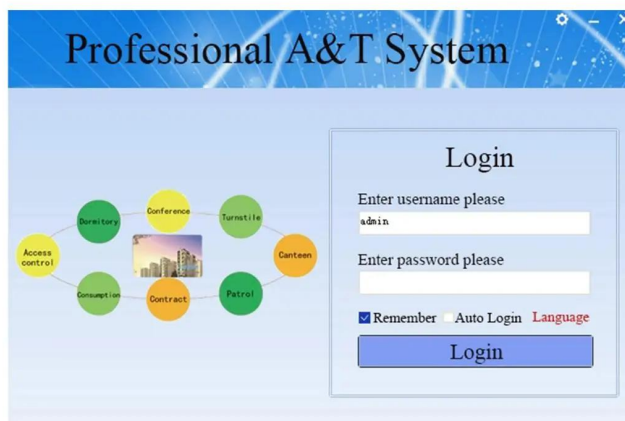 Professional A&T System
Login
Enter username please
admin
Enter password please
Remember Auto Login Language
Login
Conference
Dormitory
Turnstile
Access
control
Canteen
Consumption
Contract
Patrol